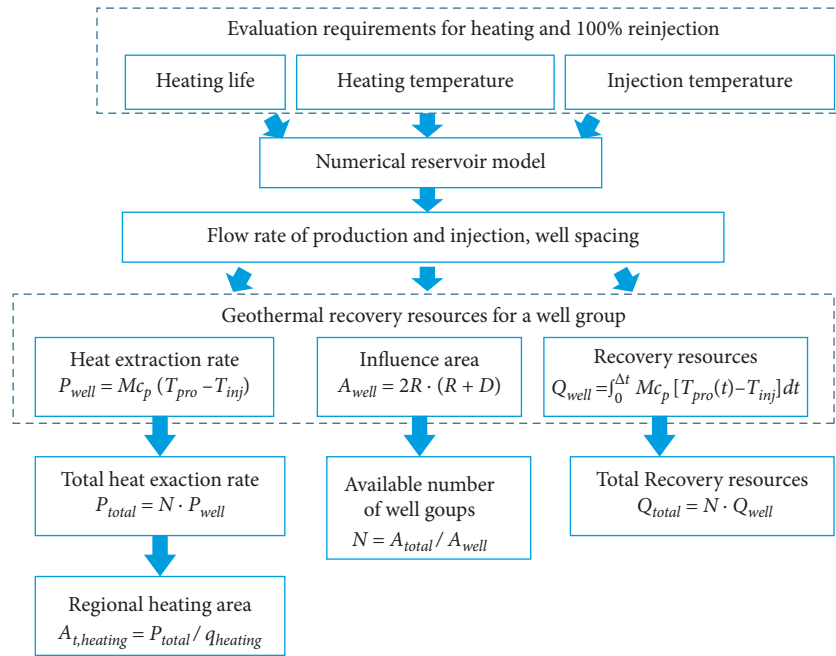 Evaluation requirements for heating and 100% reinjection
Heating life
Heating temperature
Injection temperature
Numerical reservoir model
Flow rate of production and injection, well spacing
Geothermal recovery resources for a well group
Heat extraction rate
P_well = Mc_p (T_pro – T_inj)
Influence area
A_well = 2R · (R + D)
Recovery resources
Q_well = ∫_0^Δt Mc_p [T_pro(t) – T_inj] dt
Total heat exaction rate
P_total = N · P_well
Available number
of well goups
N = A_total / A_well
Total Recovery resources
Q_total = N · Q_well
Regional heating area
A_t,heating = P_total / q_heating